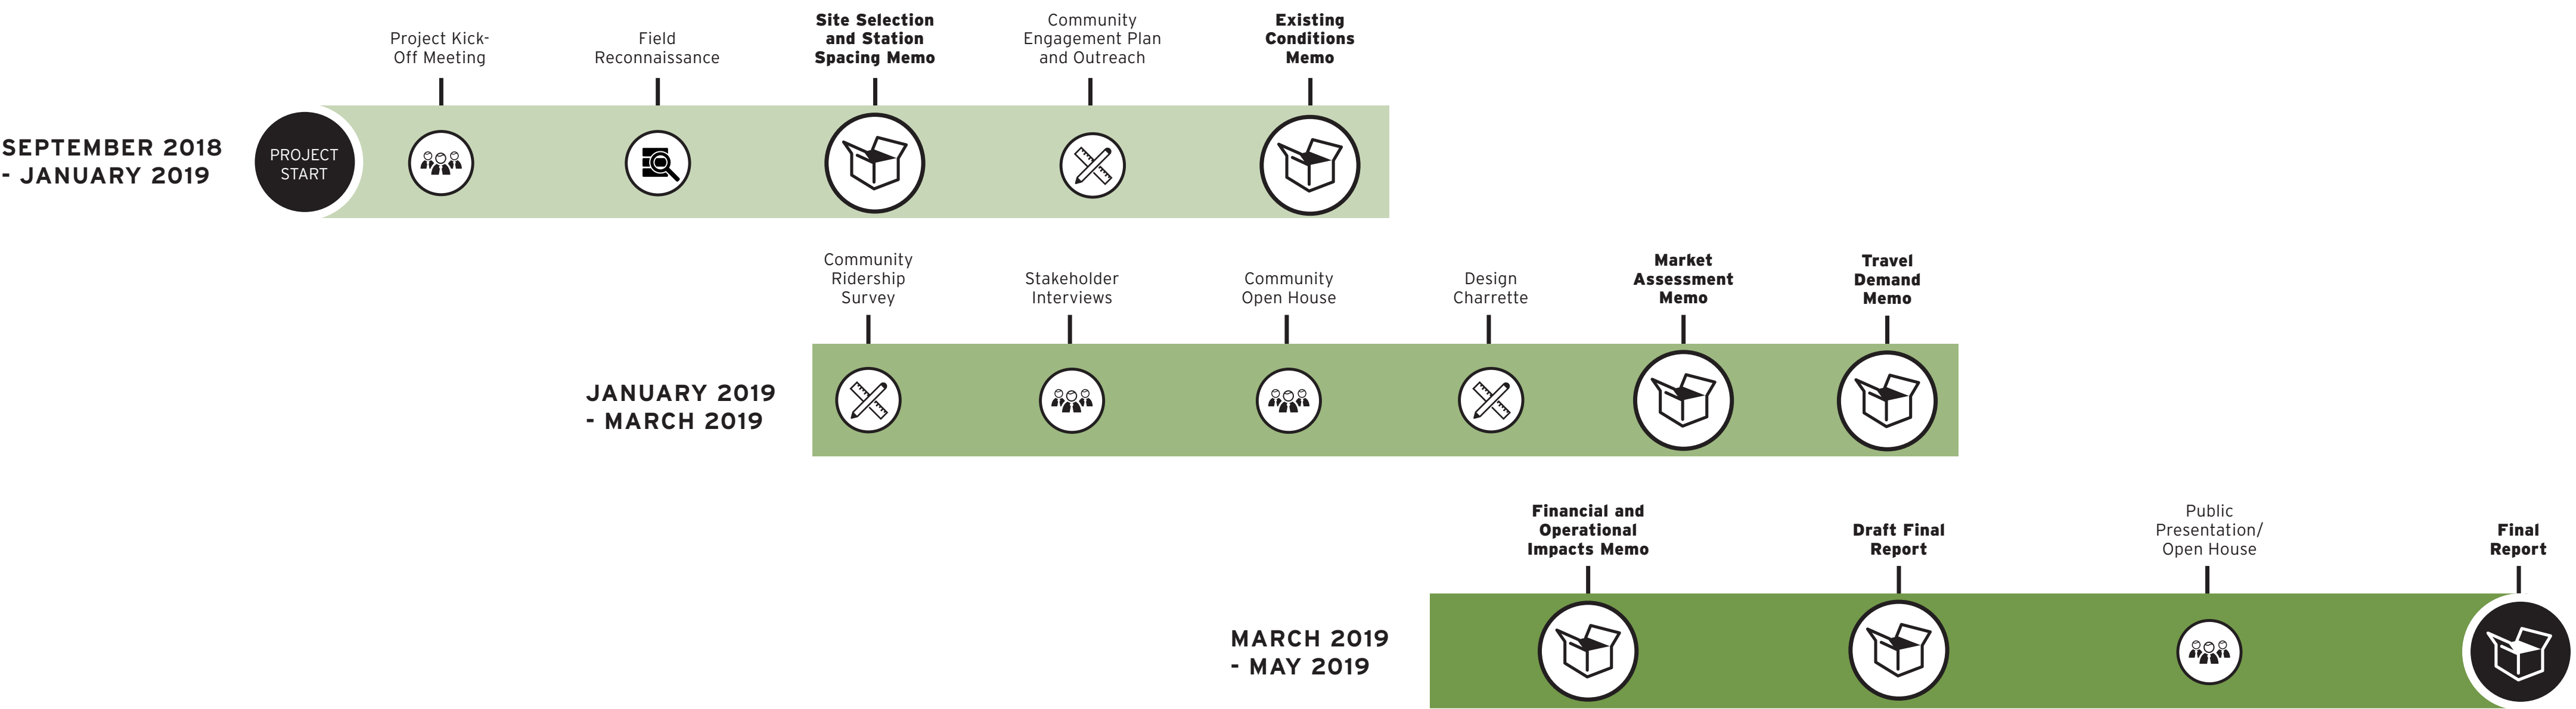 Project Kick-
Off Meeting
Field
Reconnaissance
Site Selection
and Station
Spacing Memo
Community
Engagement Plan
and Outreach
Existing
Conditions
Memo
SEPTEMBER 2018
- JANUARY 2019
PROJECT
START
Community
Ridership
Survey
Stakeholder
Interviews
Community
Open House
Design
Charrette
Market
Assessment
Memo
Travel
Demand
Memo
JANUARY 2019
- MARCH 2019
Financial and
Operational
Impacts Memo
Draft Final
Report
Public
Presentation/
Open House
Final
Report
MARCH 2019
- MAY 2019